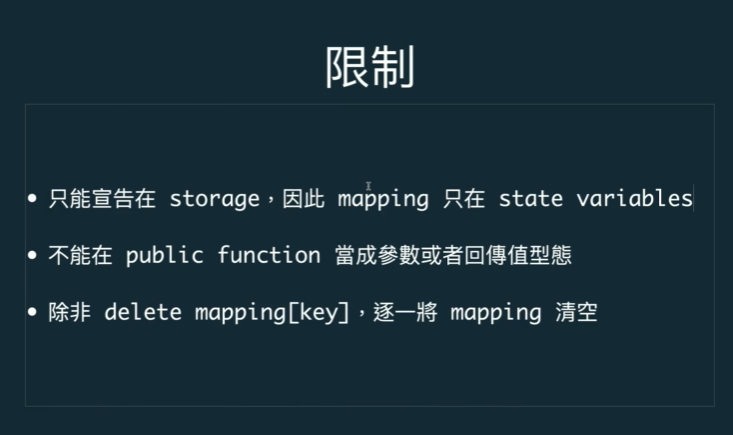 限制
• 只能宣告在 storage，因此 mapping 只在 state variables
• 不能在 public function 當成參數或者回傳值型態
• 除非 delete mapping[key]，逐一將 mapping 清空